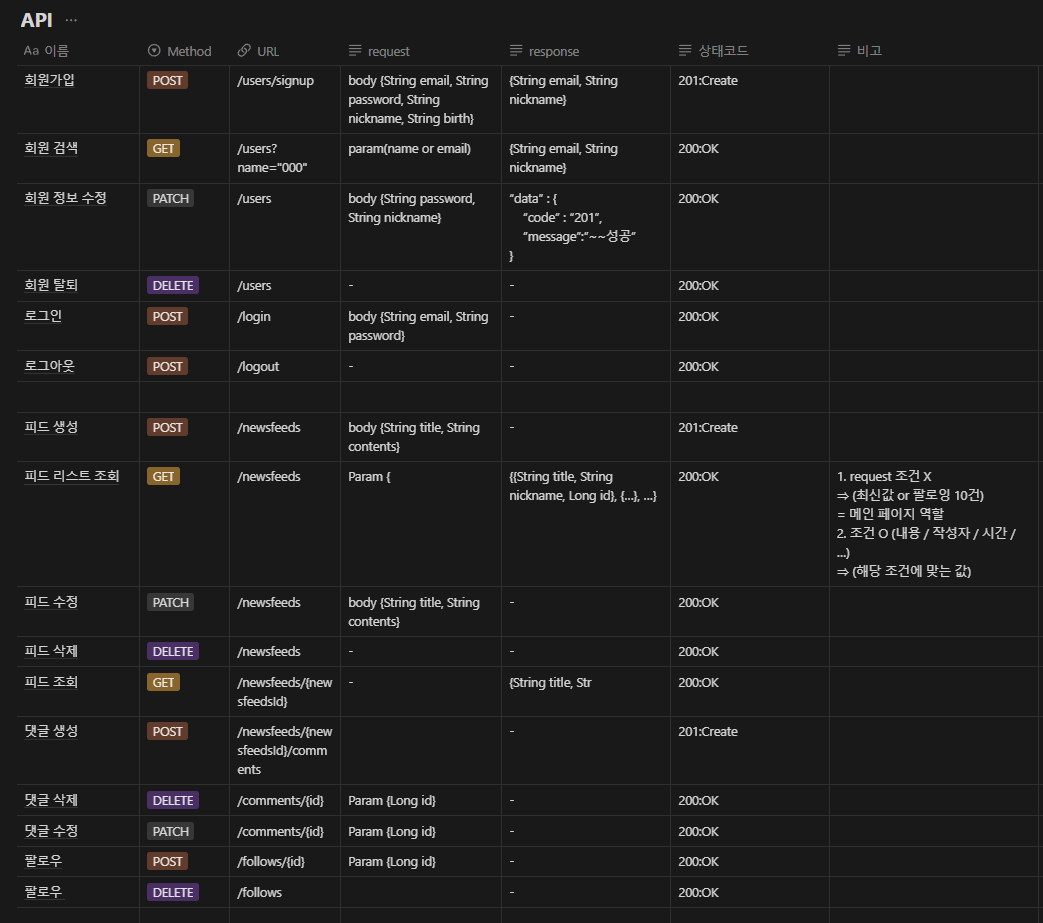 API ...
Aa 이름 Method URL request response 상태코드 비고
회원가입 POST /users/signup body {String email, String {String email, String 201:Create
password, String nickname}
nickname, String birth}
회원 검색 GET /users? param(name or email) {String email, String 200:OK
name="000" nickname}
회원 정보 수정 PATCH /users body {String password, "data" : { 200:OK
String nickname} "code" : "201",
"message":"~~성공"
}
회원 탈퇴 DELETE /users - - 200:OK
로그인 POST /login body {String email, String - 200:OK
password}
로그아웃 POST /logout - - 200:OK
피드 생성 POST /newsfeeds body {String title, String - 201:Create
contents}
피드 리스트 조회 GET /newsfeeds Param { {{String title, String 200:OK 1. request 조건 X
nickname, Long id}, {...}, ...} ⇒ (최신값 or 팔로잉 10건)
= 메인 페이지 역할
2. 조건 O (내용 / 작성자 / 시간 /
...)
⇒ (해당 조건에 맞는 값)
피드 수정 PATCH /newsfeeds body {String title, String - 200:OK
contents}
피드 삭제 DELETE /newsfeeds - - 200:OK
피드 조회 GET /newsfeeds/{new - {String title, Str 200:OK
sfeedsId}
댓글 생성 POST /newsfeeds/{new - 201:Create
sfeedsId}/comm
ents
댓글 삭제 DELETE /comments/{id} Param {Long id} - 200:OK
댓글 수정 PATCH /comments/{id} Param {Long id} - 200:OK
팔로우 POST /follows/{id} Param {Long id} - 200:OK
팔로우 DELETE /follows - 200:OK